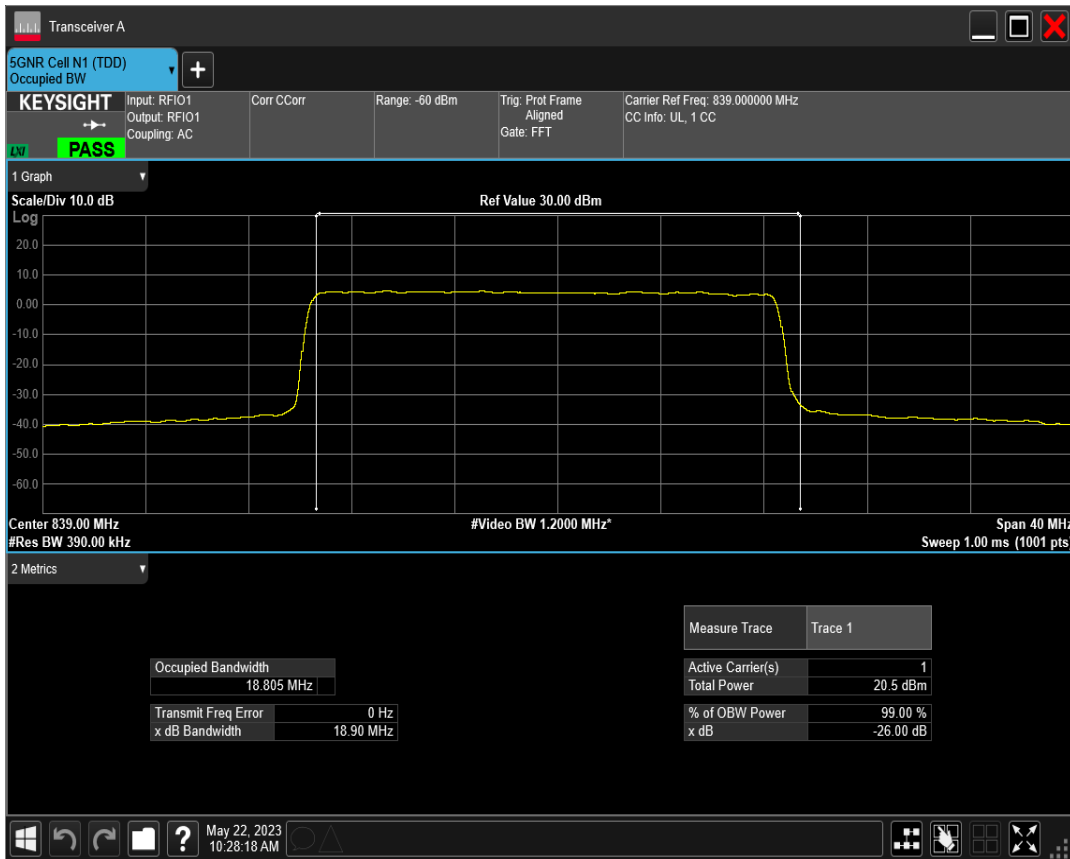 Transceiver A
5GNR Cell N1 (TDD)
Occupied BW
+
KEYSIGHT
LXI
PASS
Input: RFIO1
Output: RFIO1
Coupling: AC
Corr CCorr
Range: -60 dBm
Trig: Prot Frame
Aligned
Gate: FFT
Carrier Ref Freq: 839.000000 MHz
CC Info: UL, 1 CC
1 Graph
Scale/Div 10.0 dB
Ref Value 30.00 dBm
Log
20.0
10.0
0.00
-10.0
-20.0
-30.0
-40.0
-50.0
-60.0
Center 839.00 MHz
#Video BW 1.2000 MHz*
Span 40 MHz
#Res BW 390.00 kHz
Sweep 1.00 ms (1001 pts)
2 Metrics
Measure Trace Trace 1
Occupied Bandwidth
18.805 MHz
Active Carrier(s) 1
Total Power 20.5 dBm
Transmit Freq Error 0 Hz
x dB Bandwidth 18.90 MHz
% of OBW Power 99.00 %
x dB -26.00 dB
?
May 22, 2023
10:28:18 AM